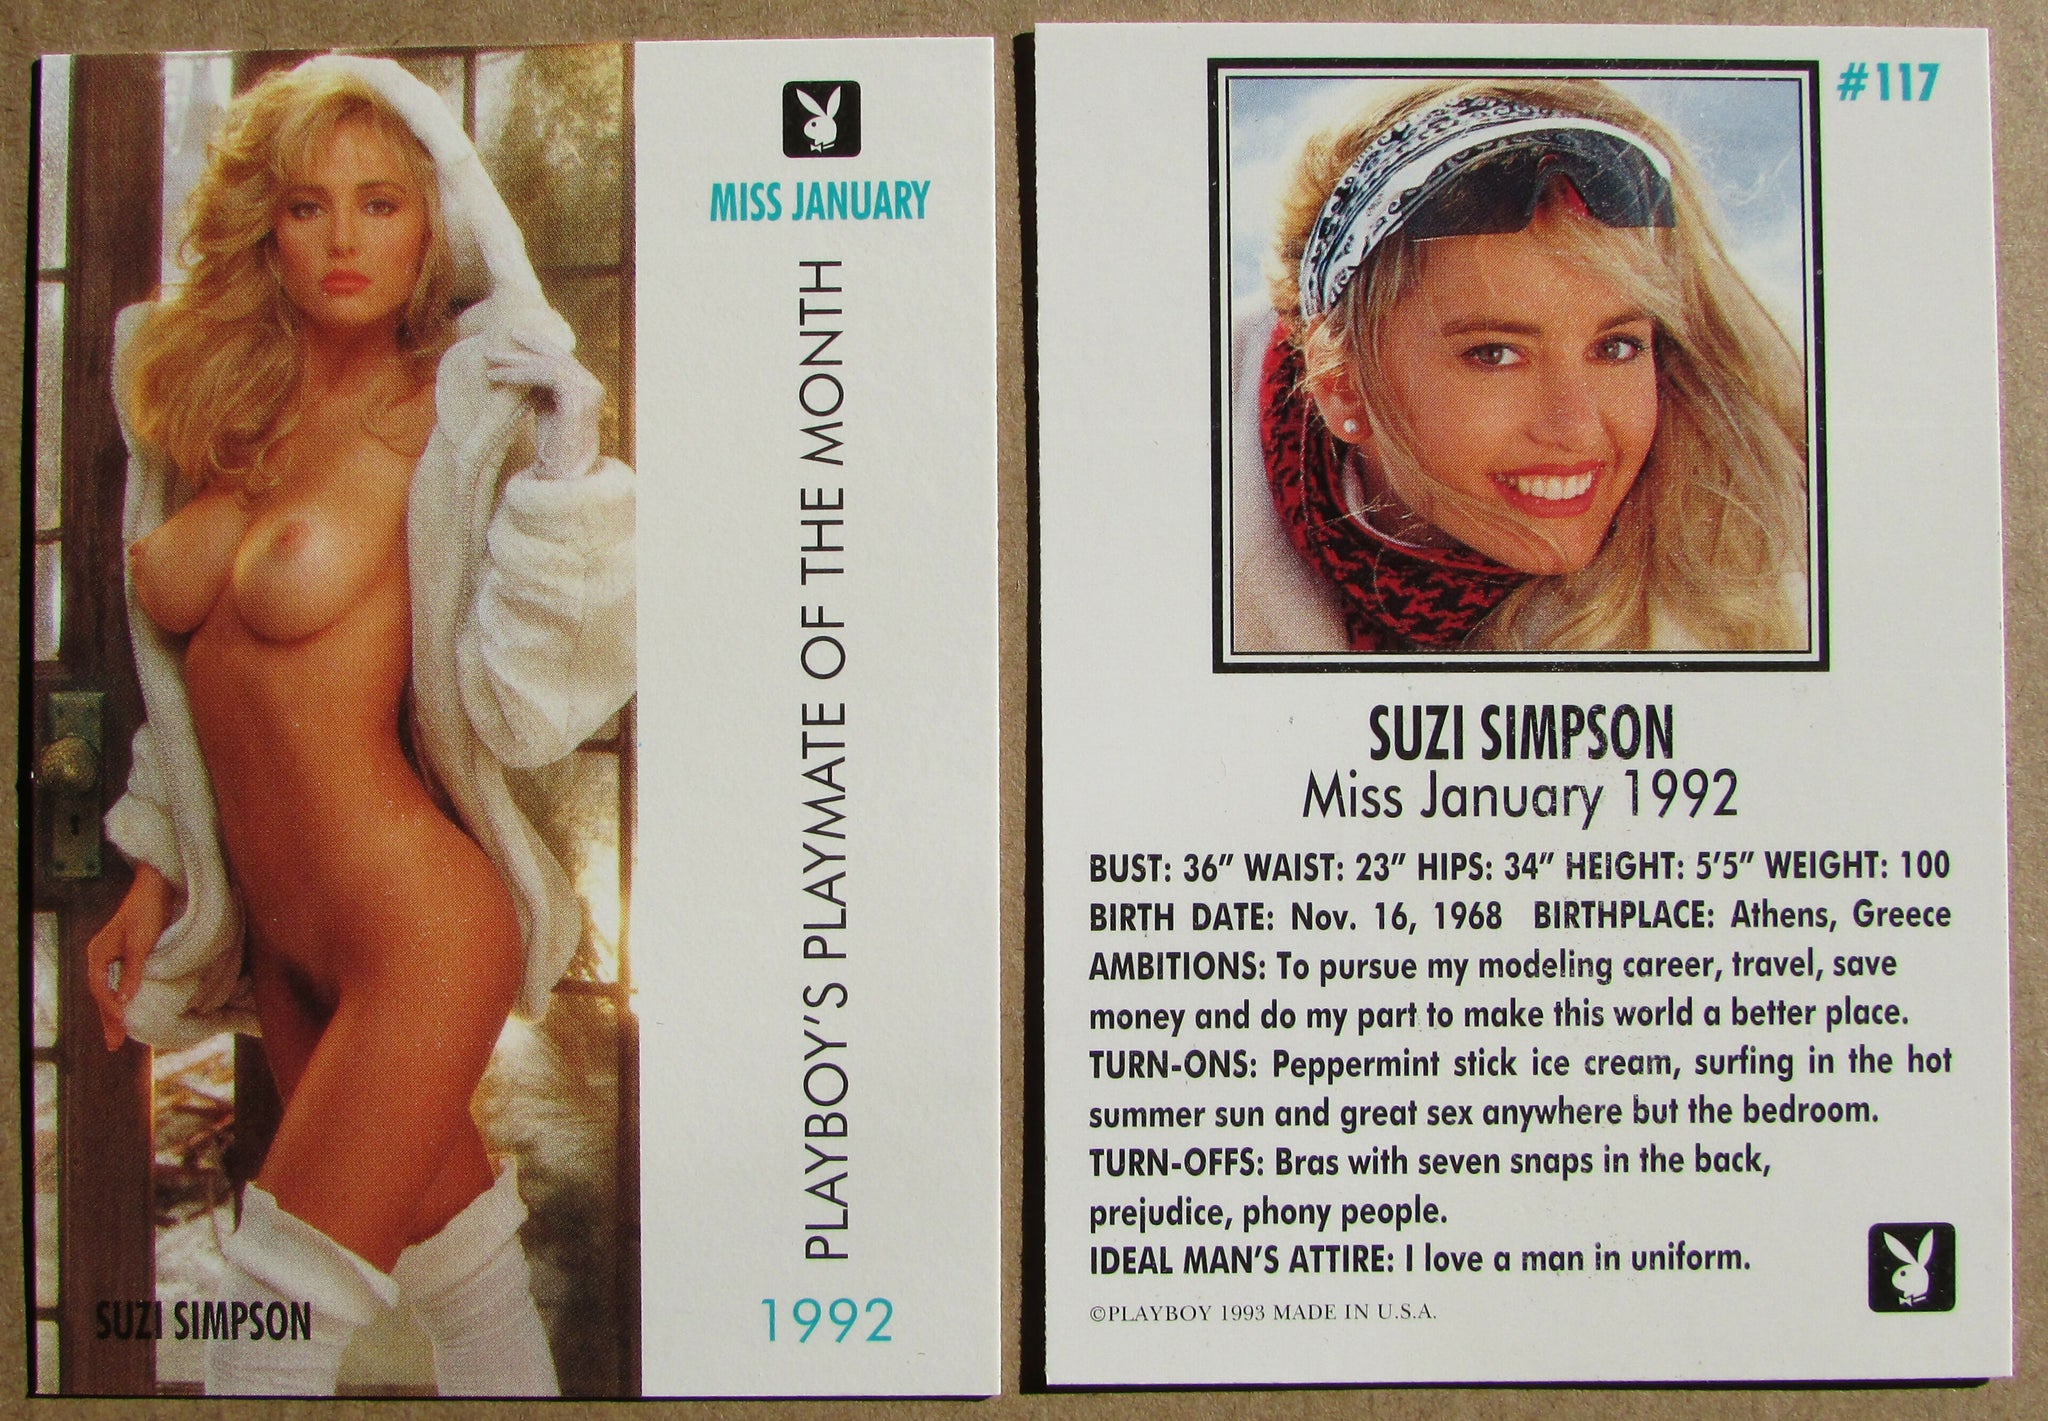 MISS JANUARY
PLAYBOY'S PLAYMATE OF THE MONTH
1992
SUZI SIMPSON
#117
SUZI SIMPSON
Miss January 1992
BUST: 36" WAIST: 23" HIPS: 34" HEIGHT: 5'5" WEIGHT: 100
BIRTH DATE: Nov. 16, 1968 BIRTHPLACE: Athens, Greece
AMBITIONS: To pursue my modeling career, travel, save
money and do my part to make this world a better place.
TURN-ONS: Peppermint stick ice cream, surfing in the hot
summer sun and great sex anywhere but the bedroom.
TURN-OFFS: Bras with seven snaps in the back,
prejudice, phony people.
IDEAL MAN'S ATTIRE: I love a man in uniform.
©PLAYBOY 1993 MADE IN U.S.A.